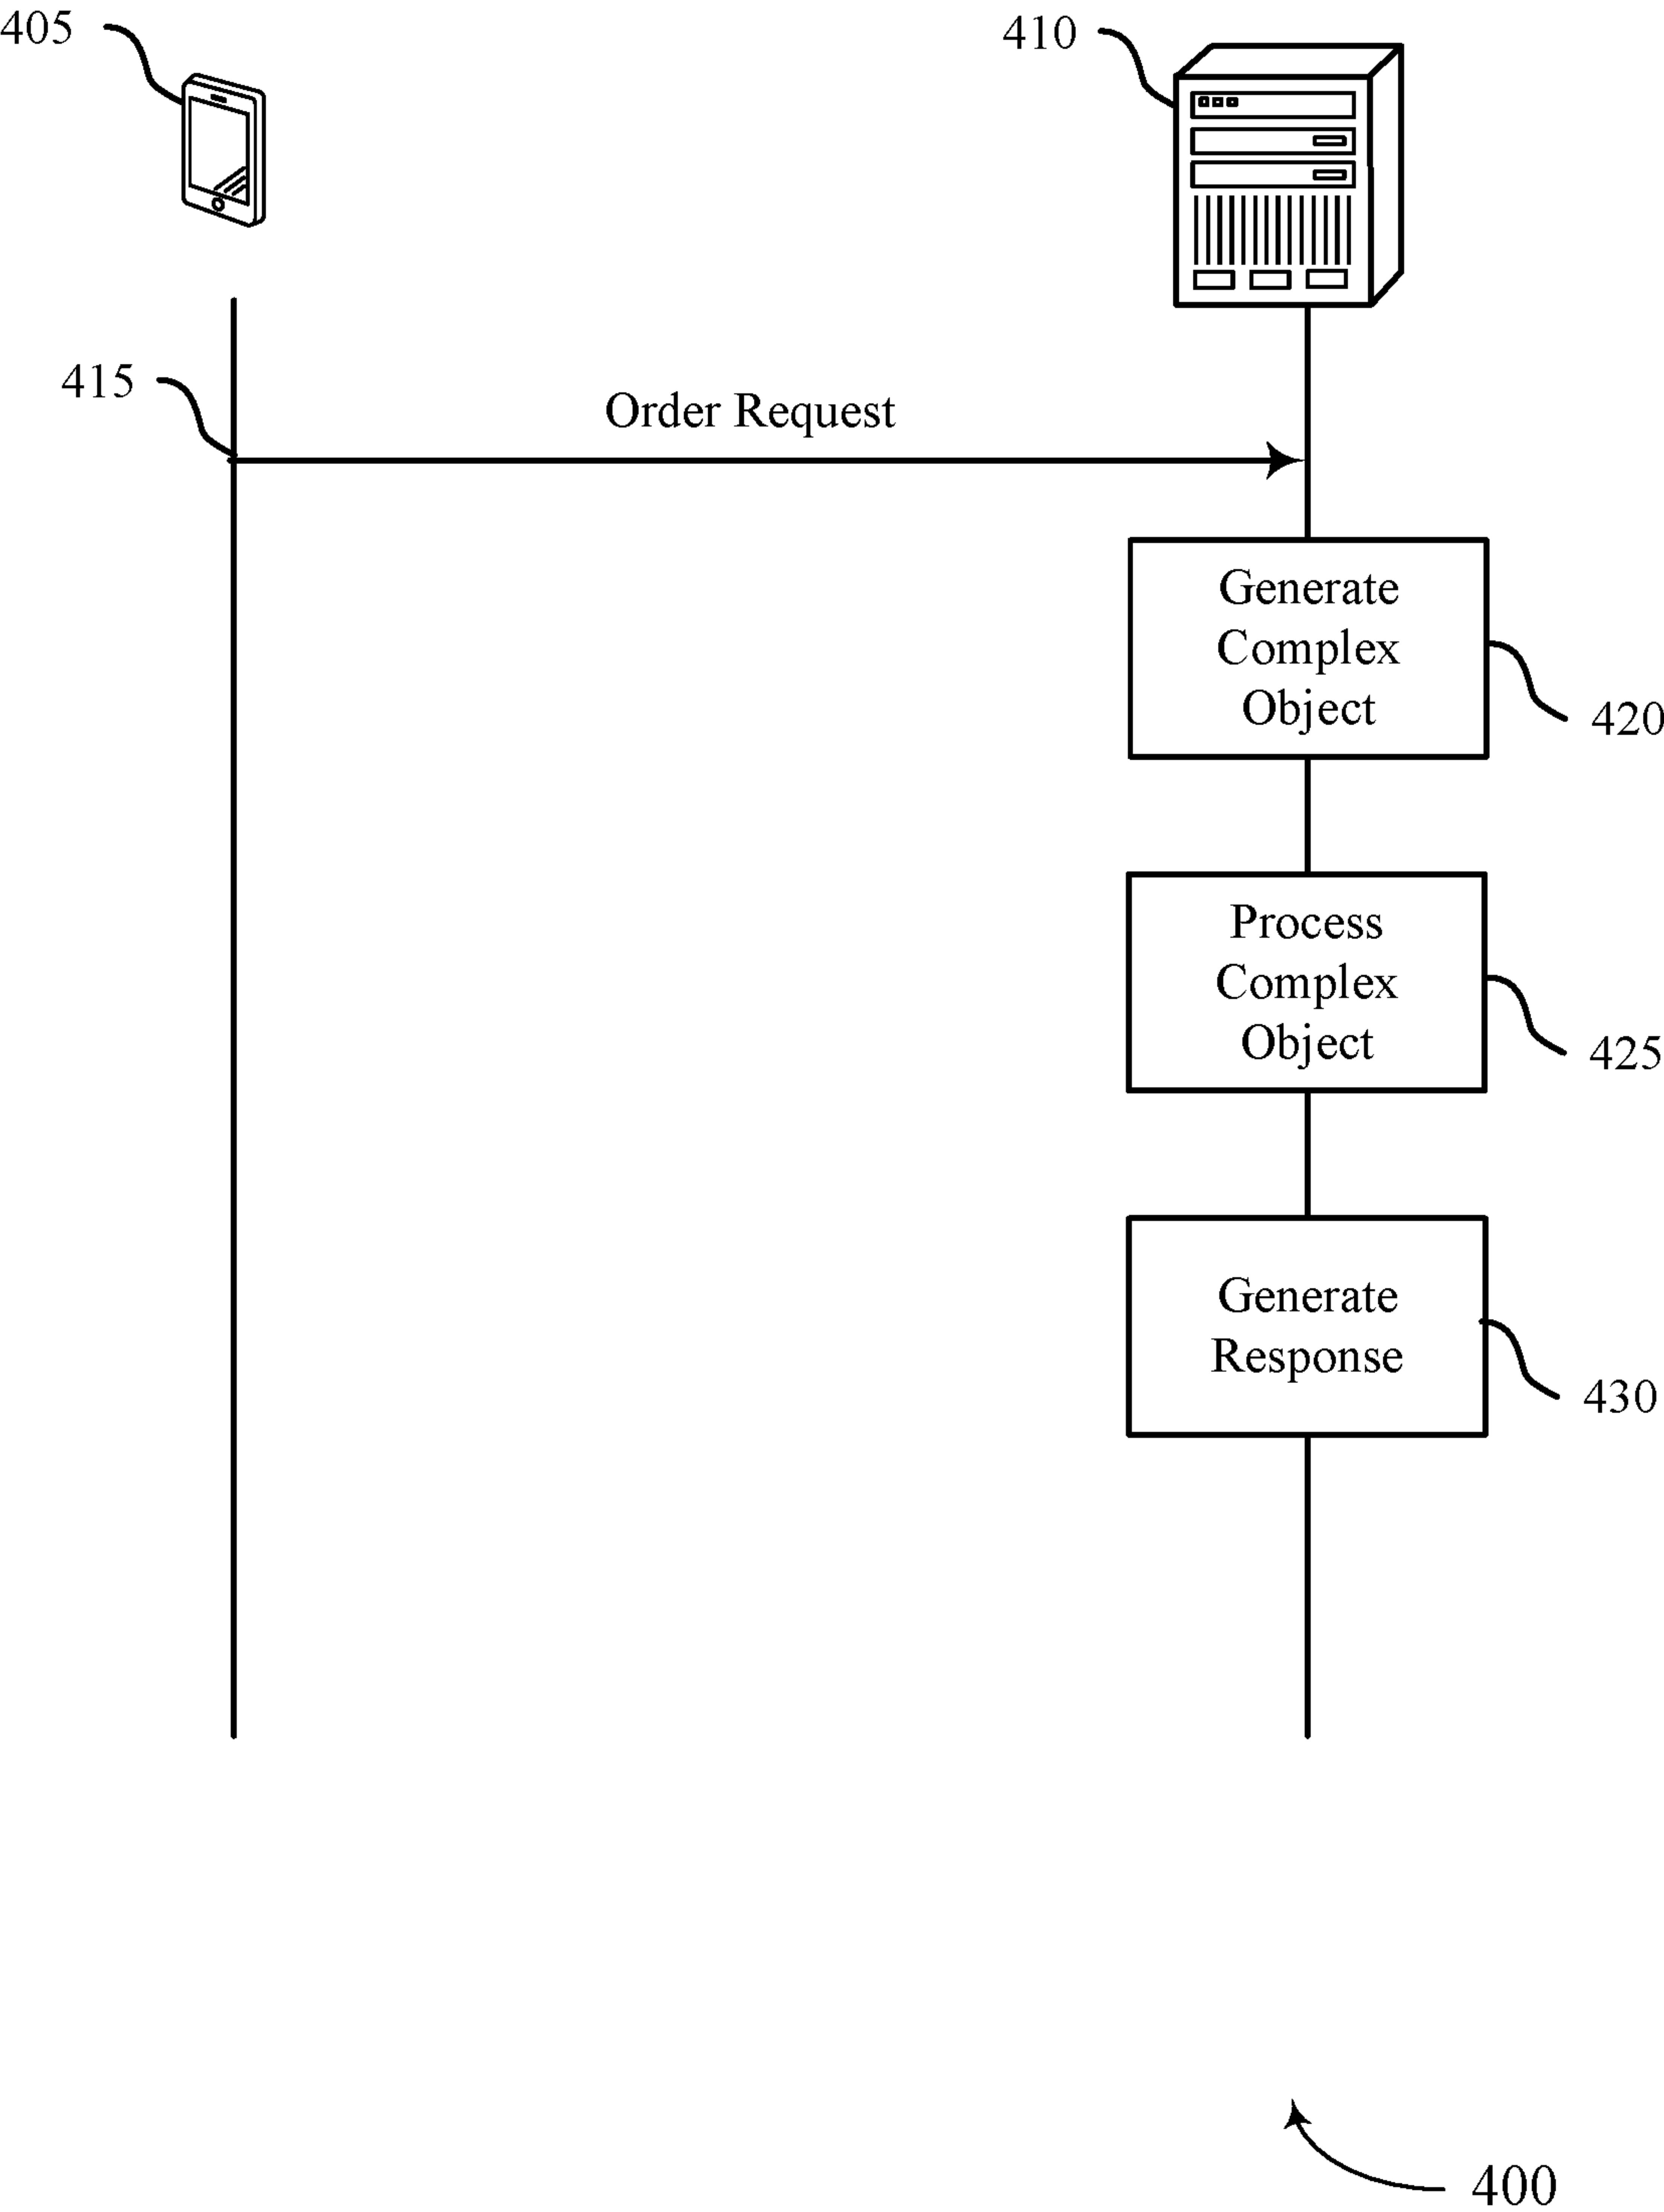 405
410
415
Order Request
Generate
Complex
Object
420
Process
Complex
Object
425
Generate
Response
430
400